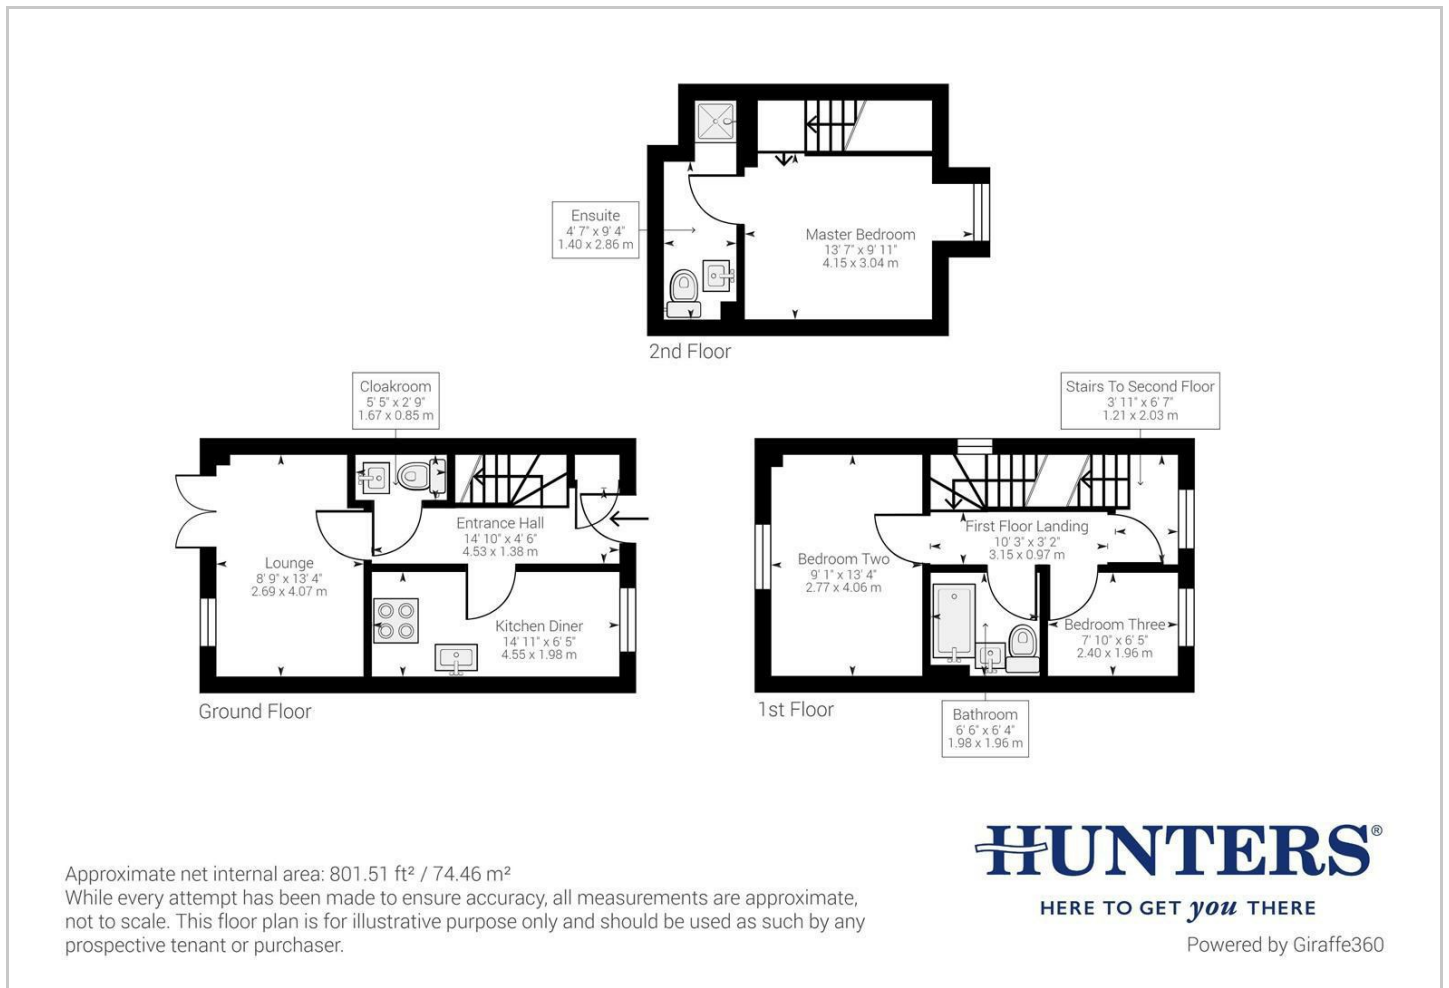 Ensuite
4' 7" x 9' 4"
1.40 x 2.86 m
Master Bedroom
13' 7" x 9' 11"
4.15 x 3.04 m
2nd Floor
Cloakroom
5' 5" x 2' 9"
1.67 x 0.85 m
Entrance Hall
14' 10" x 4' 6"
4.53 x 1.38 m
Lounge
8' 9" x 13' 4"
2.69 x 4.07 m
Kitchen Diner
14' 11" x 6' 5"
4.55 x 1.98 m
Ground Floor
Stairs To Second Floor
3' 11" x 6' 7"
1.21 x 2.03 m
First Floor Landing
10' 3" x 3' 2"
3.15 x 0.97 m
Bedroom Two
9' 1" x 13' 4"
2.77 x 4.06 m
Bedroom Three
7' 10" x 6' 5"
2.40 x 1.96 m
1st Floor
Bathroom
6' 6" x 6' 4"
1.98 x 1.96 m
Approximate net internal area: 801.51 ft² / 74.46 m²
While every attempt has been made to ensure accuracy, all measurements are approximate,
not to scale. This floor plan is for illustrative purpose only and should be used as such by any
prospective tenant or purchaser.
HUNTERS®
HERE TO GET you THERE
Powered by Giraffe360